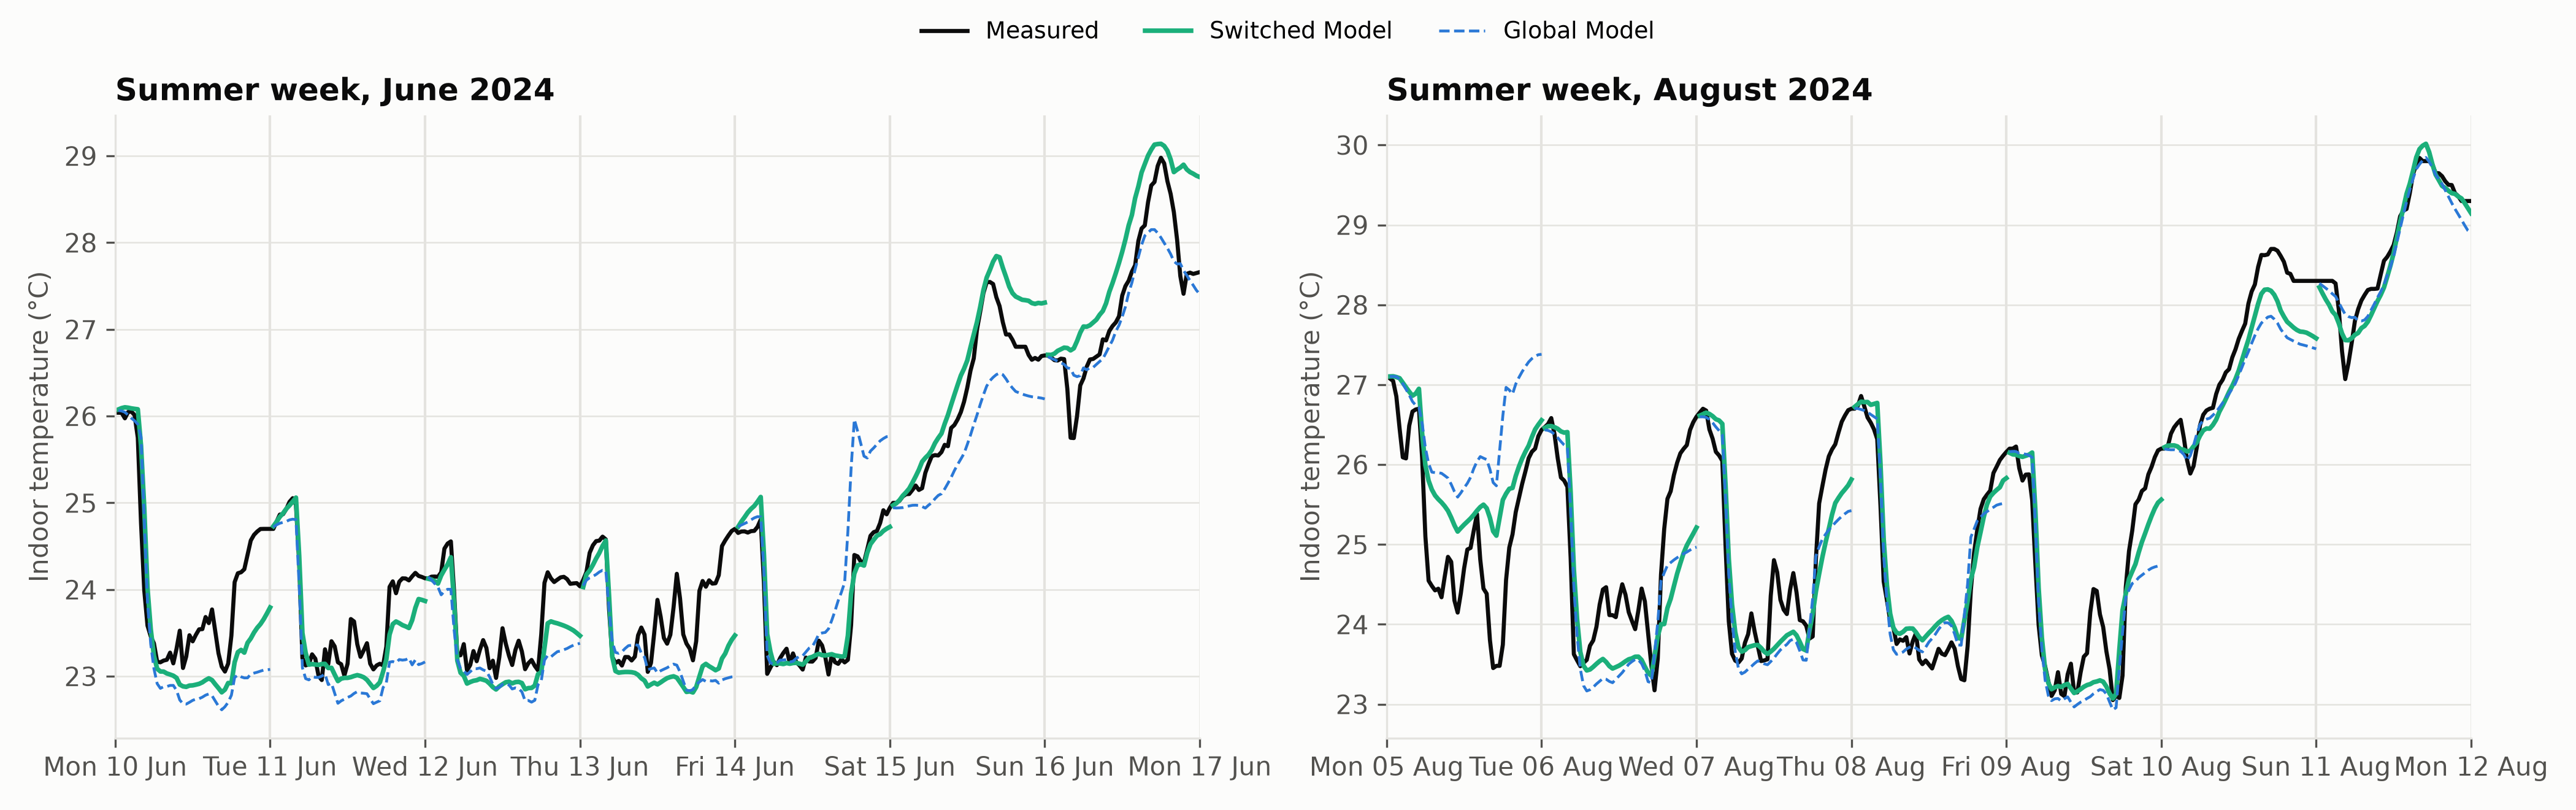 Measured Switched Model Global Model
Summer week, June 2024
Indoor temperature (°C)
29
28
27
26
25
24
23
Mon 10 Jun Tue 11 Jun Wed 12 Jun Thu 13 Jun Fri 14 Jun Sat 15 Jun Sun 16 Jun Mon 17 Jun
Summer week, August 2024
Indoor temperature (°C)
30
29
28
27
26
25
24
23
Mon 05 Aug Tue 06 Aug Wed 07 Aug Thu 08 Aug Fri 09 Aug Sat 10 Aug Sun 11 Aug Mon 12 Aug